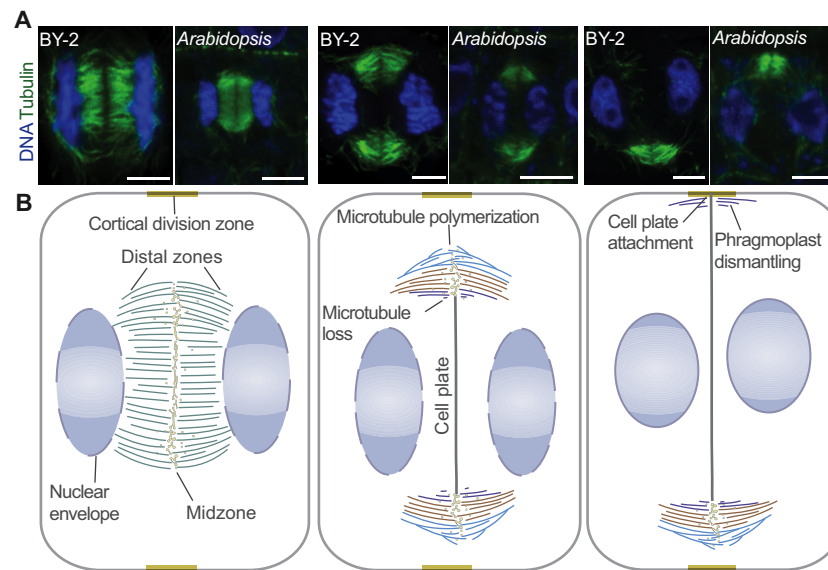 A
BY-2
Arabidopsis
BY-2
Arabidopsis
BY-2
Arabidopsis
DNA Tubulin
B
Cortical division zone
Distal zones
Nuclear
envelope
Midzone
Microtubule polymerization
Microtubule
loss
Cell plate
Cell plate
attachment
Phragmoplast
dismantling